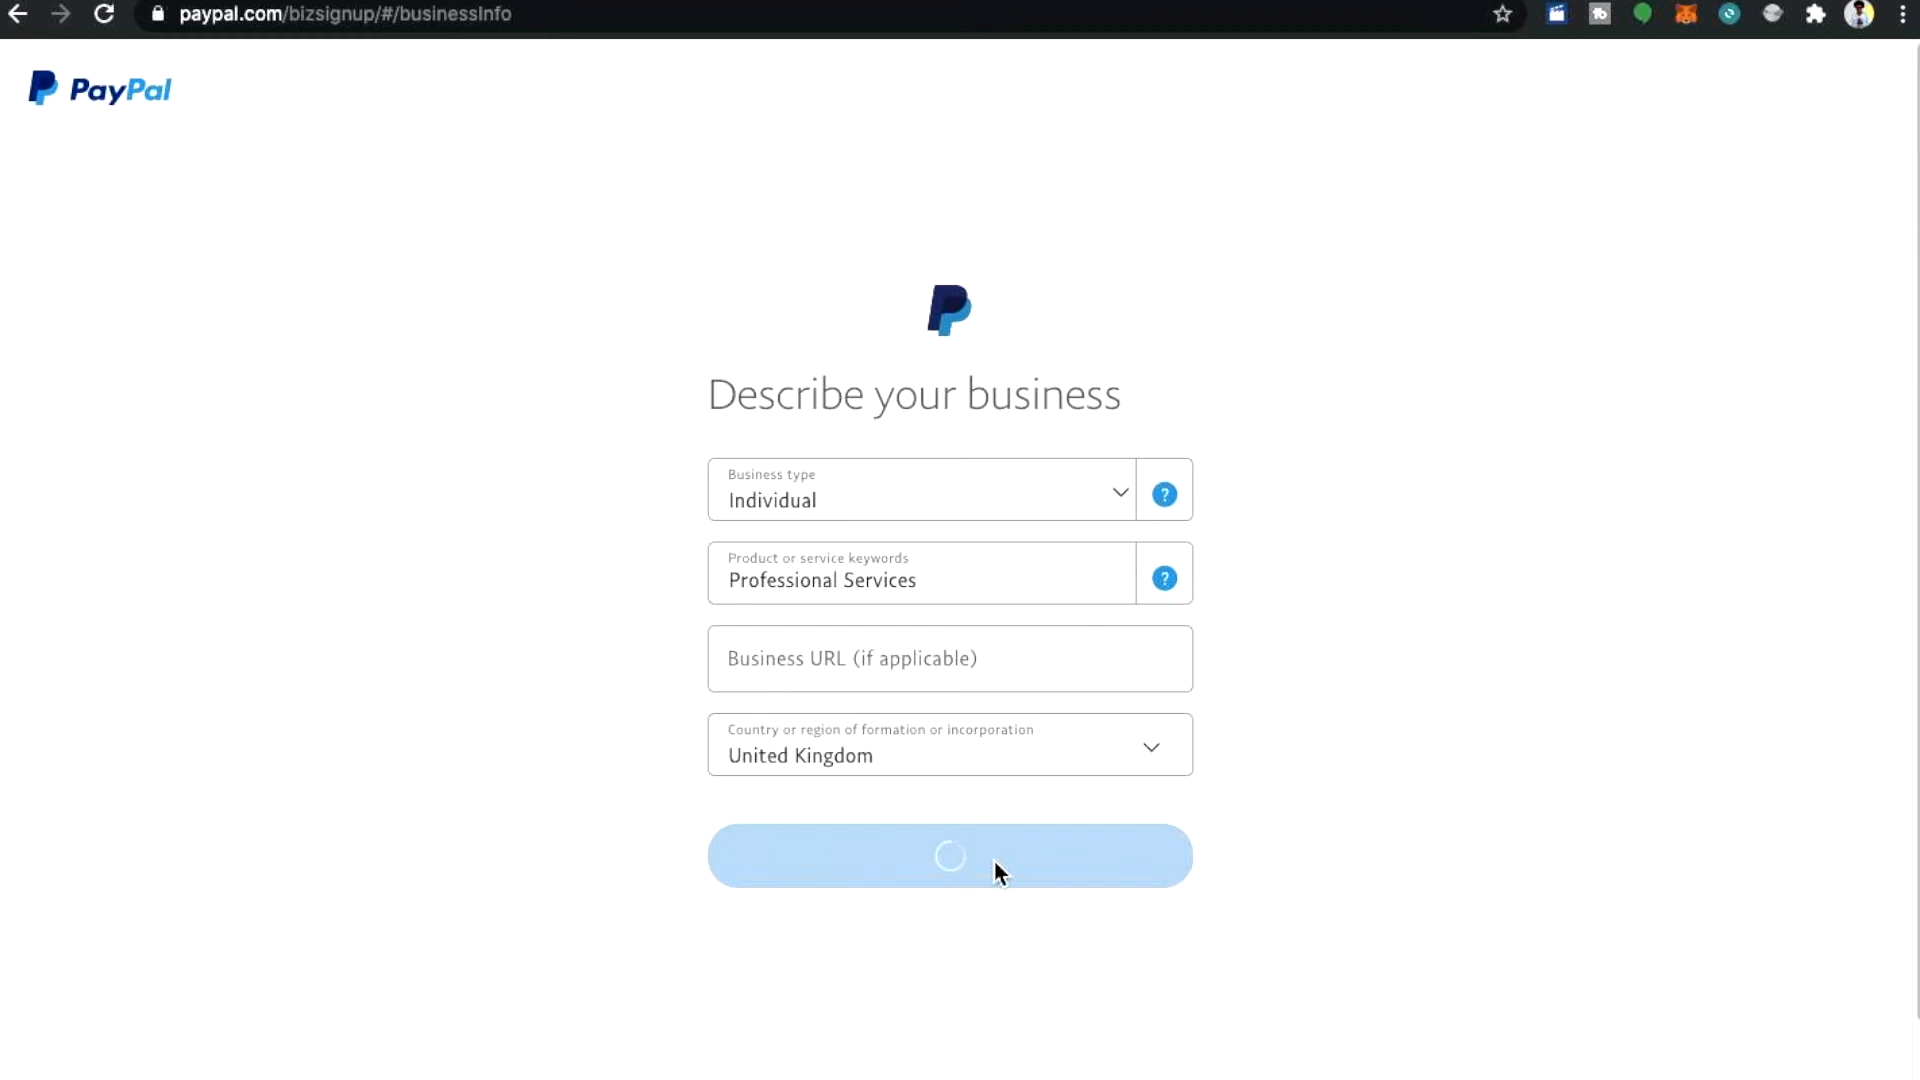 paypal.com/bizsignup/#/businessInfo
PayPal
Describe your business
Business type
Individual
?
Product or service keywords
Professional Services
?
Business URL (if applicable)
Country or region of formation or incorporation
United Kingdom